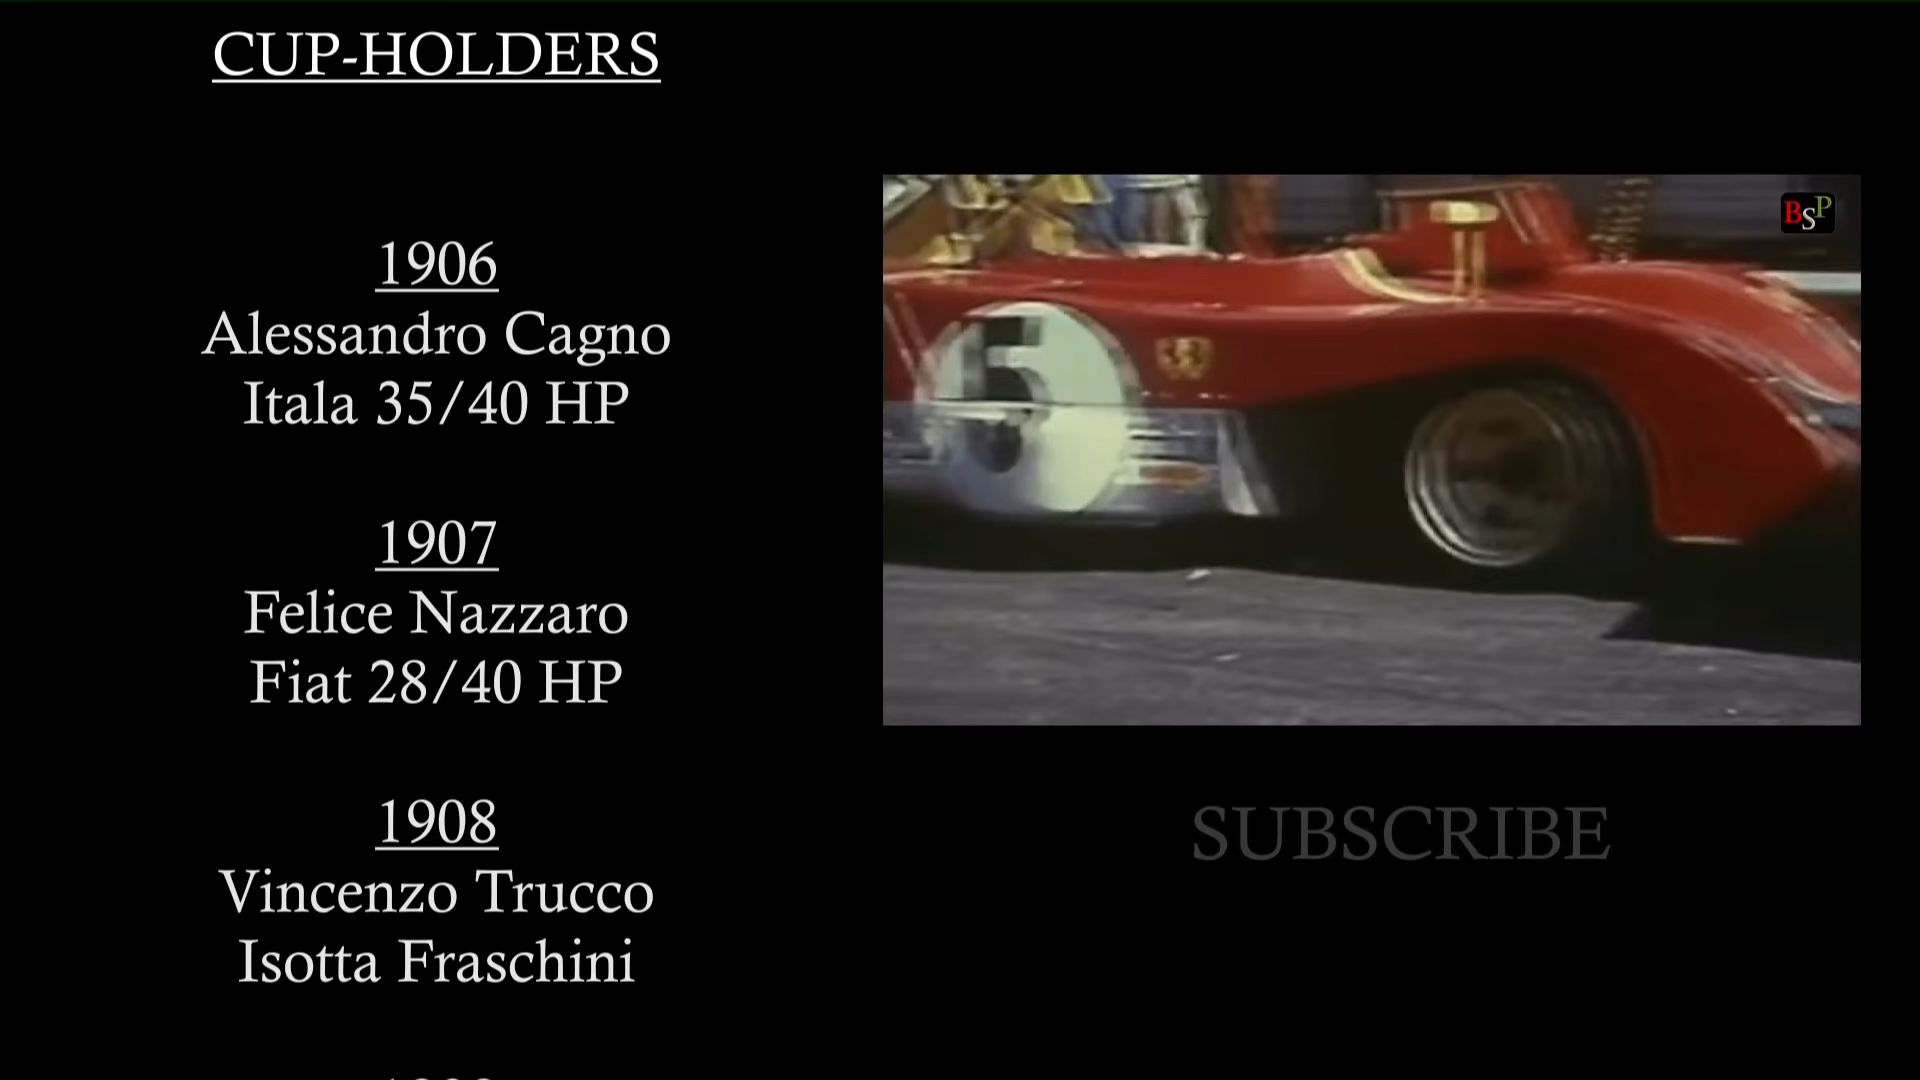 CUP-HOLDERS
1906
Alessandro Cagno
Itala 35/40 HP
1907
Felice Nazzaro
Fiat 28/40 HP
1908
Vincenzo Trucco
Isotta Fraschini
BSP
5
SUBSCRIBE